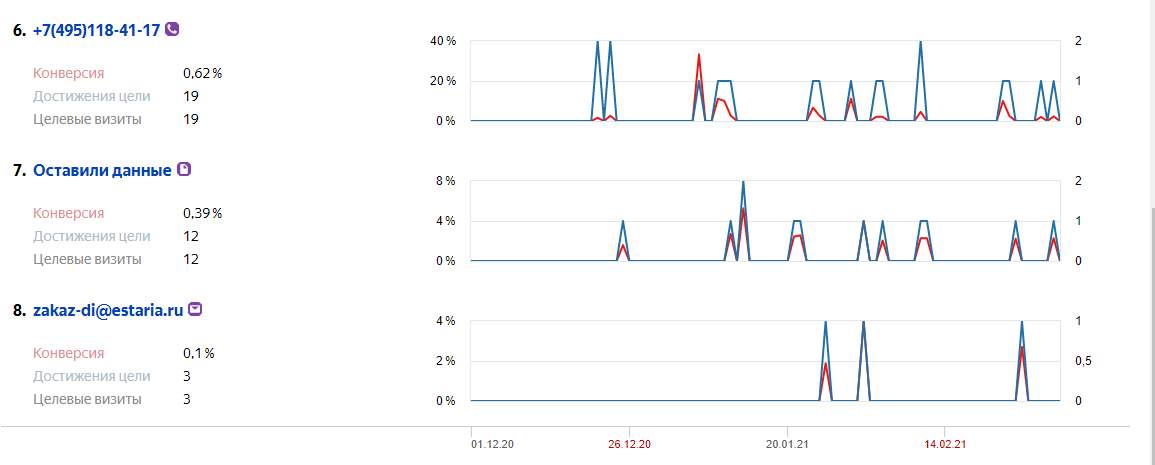 6. +7(495)118-41-17
Конверсия 0,62 %
Достижения цели 19
Целевые визиты 19
40 % 2
20 % 1
0 % 0
7. Оставили данные
Конверсия 0,39 %
Достижения цели 12
Целевые визиты 12
8 % 2
4 % 1
0 % 0
8. zakaz-di@estaria.ru
Конверсия 0,1 %
Достижения цели 3
Целевые визиты 3
4 % 1
2 % 0,5
0 % 0
01.12.20 26.12.20 20.01.21 14.02.21